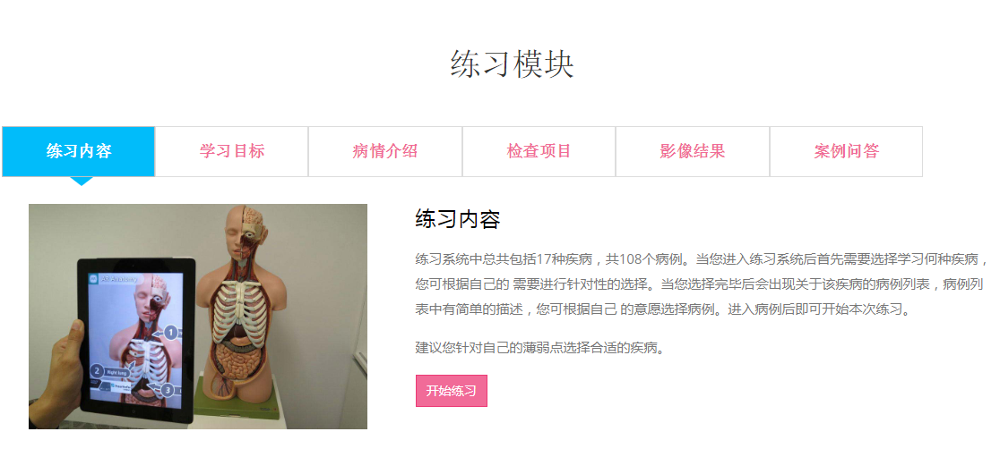 练习模块
练习内容
学习目标
病情介绍
检查项目
影像结果
案例问答
练习内容
练习系统中总共包括17种疾病，共108个病例。当您进入练习系统后首先需要选择学习何种疾病，
您可根据自己的 需要进行针对性的选择。当您选择完毕后会出现关于该疾病的病例列表，病例列
表中有简单的描述，您可根据自己 的意愿选择病例。进入病例后即可开始本次练习。
建议您针对自己的薄弱点选择合适的疾病。
开始练习
Anatomy
1
2
Right lung
3